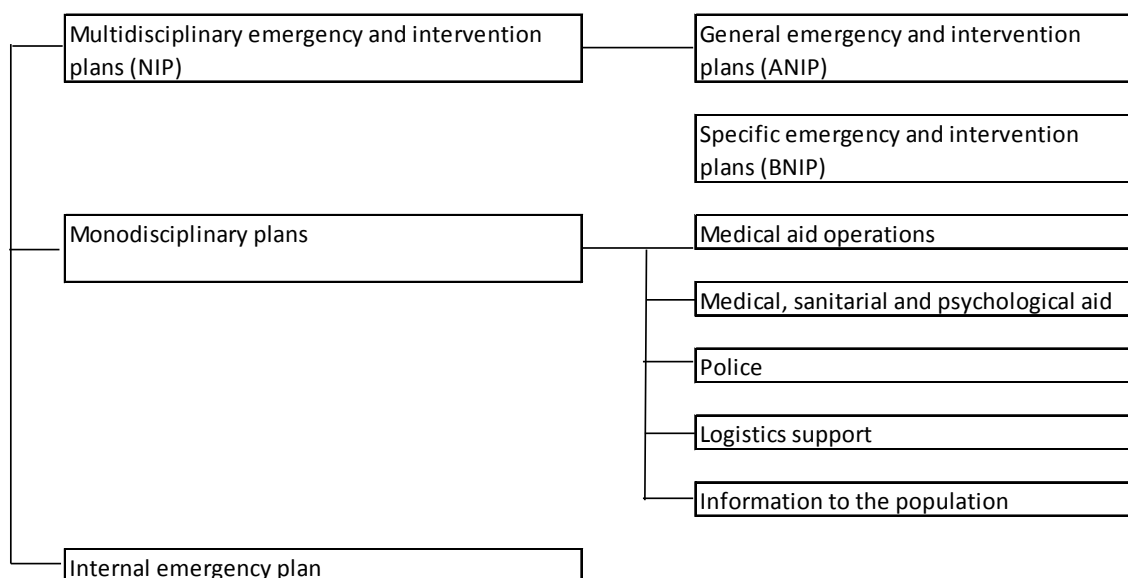 Multidisciplinary emergency and intervention
plans (NIP)
General emergency and intervention
plans (ANIP)
Specific emergency and intervention
plans (BNIP)
Monodisciplinary plans
Medical aid operations
Medical, sanitarial and psychological aid
Police
Logistics support
Information to the population
Internal emergency plan